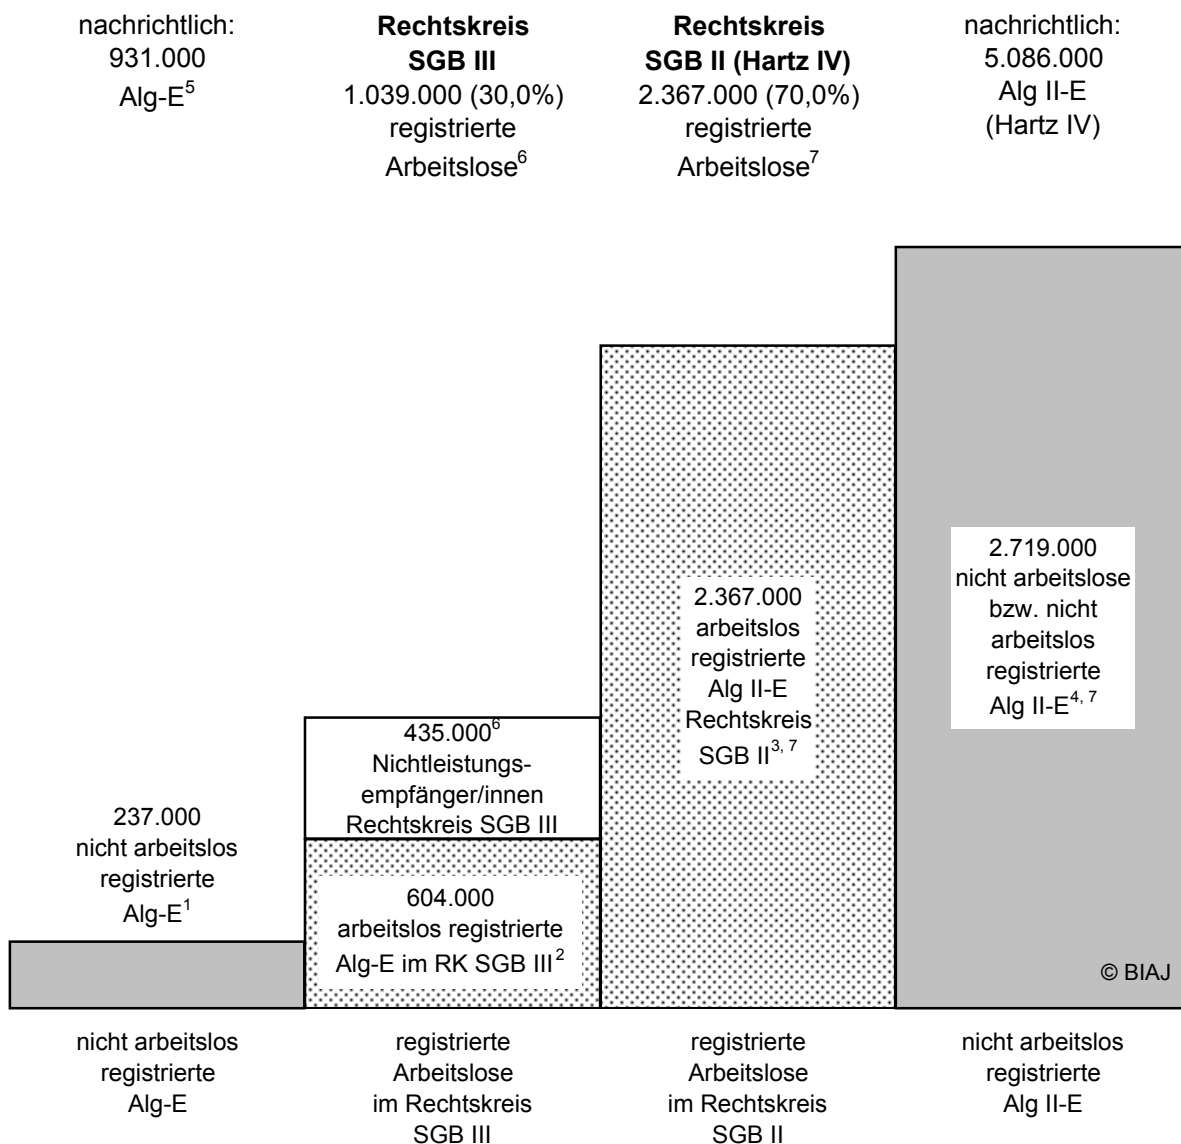 nachrichtlich:
931.000
Alg-E⁵
Rechtskreis
SGB III
1.039.000 (30,0%)
registrierte
Arbeitslose⁶
Rechtskreis
SGB II (Hartz IV)
2.367.000 (70,0%)
registrierte
Arbeitslose⁷
nachrichtlich:
5.086.000
Alg II-E
(Hartz IV)
237.000
nicht arbeitslos
registrierte
Alg-E¹
435.000⁶
Nichtleistungs-
empfänger/innen
Rechtskreis SGB III
604.000
arbeitslos registrierte
Alg-E im RK SGB III²
2.367.000
arbeitslos
registrierte
Alg II-E
Rechtskreis
SGB II³, ⁷
2.719.000
nicht arbeitslose
bzw. nicht
arbeitslos
registrierte
Alg II-E⁴, ⁷
© BIAJ
nicht arbeitslos
registrierte
Alg-E
registrierte
Arbeitslose
im Rechtskreis
SGB III
registrierte
Arbeitslose
im Rechtskreis
SGB II
nicht arbeitslos
registrierte
Alg II-E